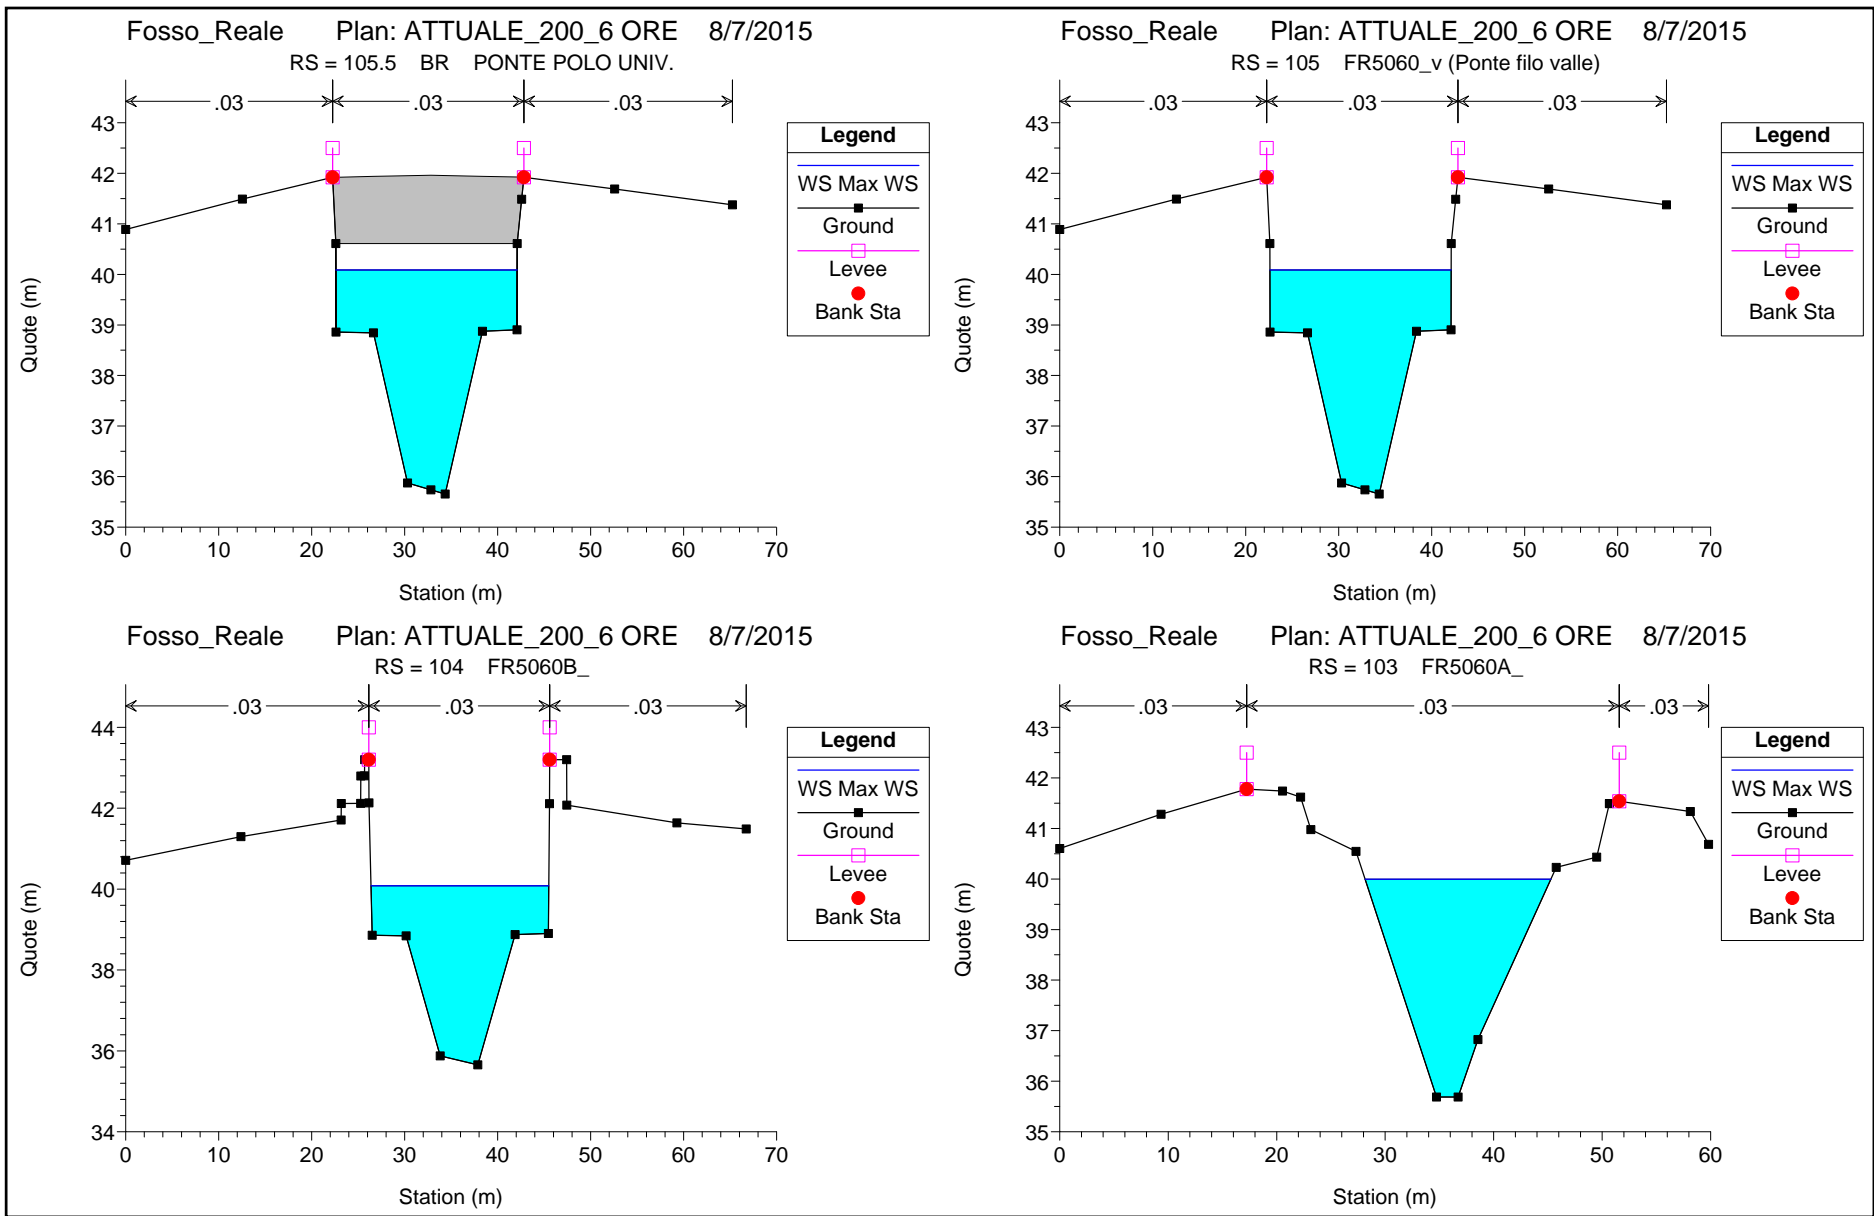 Fosso_Reale Plan: ATTUALE_200_6 ORE 8/7/2015
RS = 105.5 BR PONTE POLO UNIV.
.03 .03 .03
43
42
41
40
39
38
37
36
35
0 10 20 30 40 50 60 70
Quote (m)
Station (m)
Legend
WS Max WS
Ground
Levee
Bank Sta
Fosso_Reale Plan: ATTUALE_200_6 ORE 8/7/2015
RS = 105 FR5060_v (Ponte filo valle)
.03 .03 .03
43
42
41
40
39
38
37
36
35
0 10 20 30 40 50 60 70
Quote (m)
Station (m)
Legend
WS Max WS
Ground
Levee
Bank Sta
Fosso_Reale Plan: ATTUALE_200_6 ORE 8/7/2015
RS = 104 FR5060B_
.03 .03 .03
44
42
40
38
36
34
0 10 20 30 40 50 60 70
Quote (m)
Station (m)
Legend
WS Max WS
Ground
Levee
Bank Sta
Fosso_Reale Plan: ATTUALE_200_6 ORE 8/7/2015
RS = 103 FR5060A_
.03 .03 .03
43
42
41
40
39
38
37
36
35
0 10 20 30 40 50 60
Quote (m)
Station (m)
Legend
WS Max WS
Ground
Levee
Bank Sta